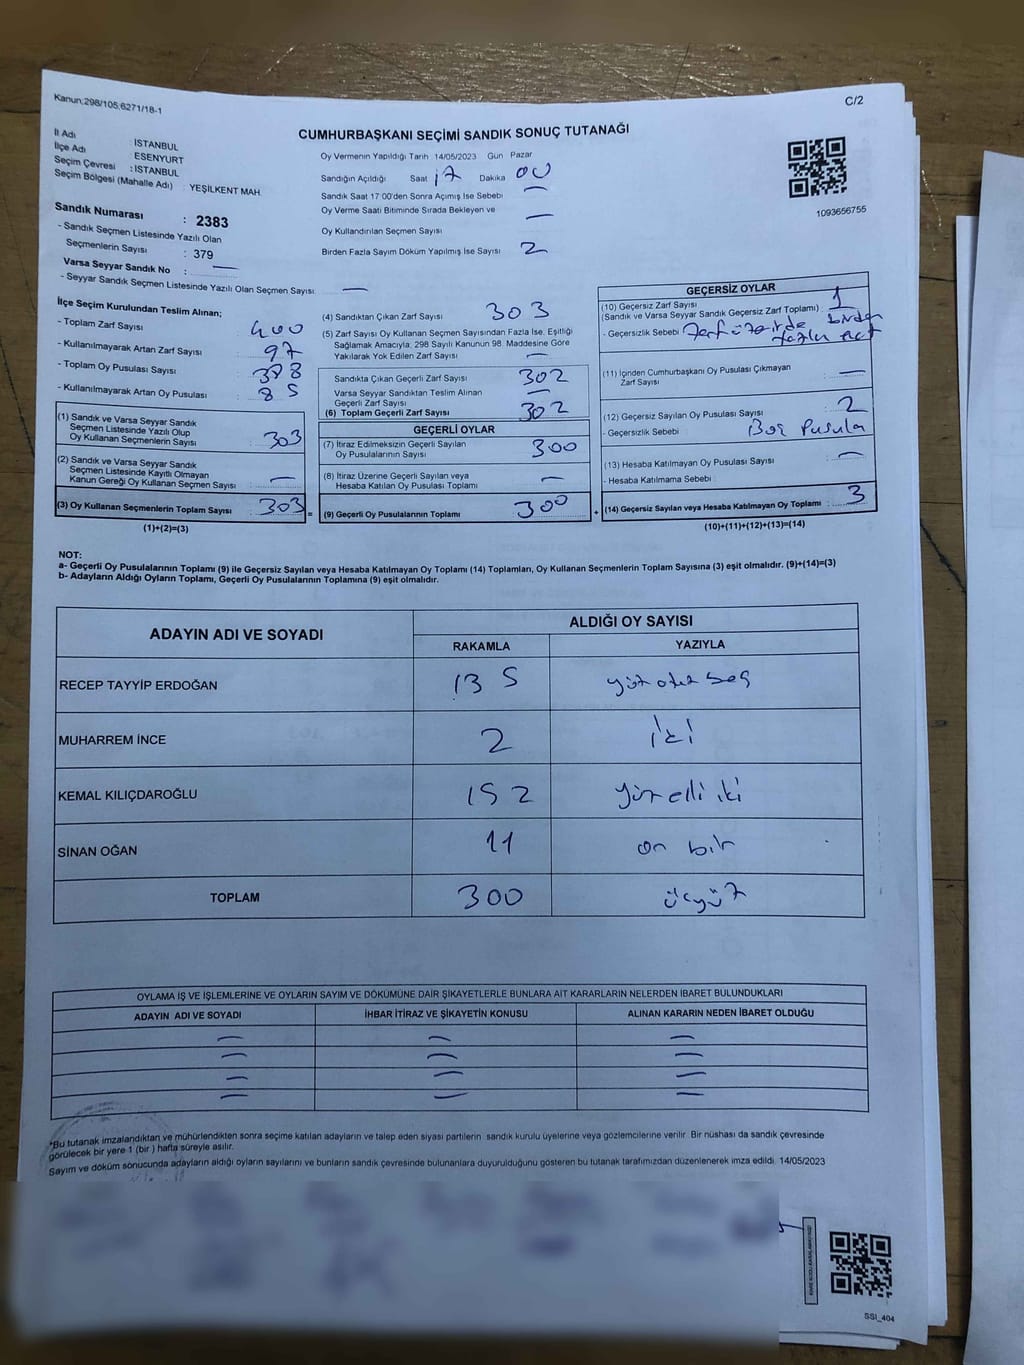 Kanun;298/105;6271/18-1
C/2
CUMHURBAŞKANI SEÇİMİ SANDIK SONUÇ TUTANAĞI
İl Adı : İSTANBUL
İlçe Adı ESENYURT
Seçim Çevresi : İSTANBUL
Seçim Bölgesi (Mahalle Adı) : YEŞİLKENT MAH.
Sandık Numarası : 2383
- Sandık Seçmen Listesinde Yazılı Olan
Seçmenlerin Sayısı : 379
Varsa Seyyar Sandık No : —
- Seyyar Sandık Seçmen Listesinde Yazılı Olan Seçmen Sayısı: —
Oy Vermenin Yapıldığı Tarih 14/05/2023 Gün Pazar
Sandığın Açıldığı Saat 17 Dakika 00
Sandık Saat 17:00'den Sonra Açımış İse Sebebi —
Oy Verme Saati Bitiminde Sırada Bekleyen ve
Oy Kullandırılan Seçmen Sayısı —
Birden Fazla Sayım Döküm Yapılmış İse Sayısı 2
1093656755
İlçe Seçim Kurulundan Teslim Alınan;
- Toplam Zarf Sayısı : 400
- Kullanılmayarak Artan Zarf Sayısı : 97
- Toplam Oy Pusulası Sayısı : 388
- Kullanılmayarak Artan Oy Pusulası : 85
(1) Sandık ve Varsa Seyyar Sandık
Seçmen Listesinde Yazılı Olup
Oy Kullanan Seçmenlerin Sayısı : 303
(2) Sandık ve Varsa Seyyar Sandık
Seçmen Listesinde Kayıtlı Olmayan
Kanun Gereği Oy Kullanan Seçmen Sayısı : —
(3) Oy Kullanan Seçmenlerin Toplam Sayısı : 303 =
(1)+(2)=(3)
(4) Sandıktan Çıkan Zarf Sayısı 303
(5) Zarf Sayısı Oy Kullanan Seçmen Sayısından Fazla İse, Eşitliği
Sağlamak Amacıyla; 298 Sayılı Kanunun 98. Maddesine Göre
Yakılarak Yok Edilen Zarf Sayısı —
Sandıkta Çıkan Geçerli Zarf Sayısı 302
Varsa Seyyar Sandıktan Teslim Alınan
Geçerli Zarf Sayısı —
(6) Toplam Geçerli Zarf Sayısı 302
GEÇERLİ OYLAR
(7) İtiraz Edilmeksizin Geçerli Sayılan
Oy Pusulalarının Sayısı : 300
(8) İtiraz Üzerine Geçerli Sayılan veya
Hesaba Katılan Oy Pusulası Toplamı : —
(9) Geçerli Oy Pusulalarının Toplamı : 300 +
GEÇERSİZ OYLAR
(10) Geçersiz Zarf Sayısı
(Sandık ve Varsa Seyyar Sandık Geçersiz Zarf Toplamı) : 1
- Geçersizlik Sebebi : Zarf üzerinde birden
(11) İçinden Cumhurbaşkanı Oy Pusulası Çıkmayan
Zarf Sayısı —
(12) Geçersiz Sayılan Oy Pusulası Sayısı : 2
- Geçersizlik Sebebi : Boş Pusula
(13) Hesaba Katılmayan Oy Pusulası Sayısı : —
- Hesaba Katılmama Sebebi :
(14) Geçersiz Sayılan veya Hesaba Katılmayan Oy Toplamı : 3
(10)+(11)+(12)+(13)=(14)
NOT:
a- Geçerli Oy Pusulalarının Toplamı (9) ile Geçersiz Sayılan veya Hesaba Katılmayan Oy Toplamı (14) Toplamları, Oy Kullanan Seçmenlerin Toplam Sayısına (3) eşit olmalıdır. (9)+(14)=(3)
b- Adayların Aldığı Oyların Toplamı, Geçerli Oy Pusulalarının Toplamına (9) eşit olmalıdır.
ADAYIN ADI VE SOYADI ALDIĞI OY SAYISI
RAKAMLA YAZIYLA
RECEP TAYYİP ERDOĞAN 135 yüz otuz beş
MUHARREM İNCE 2 iki
KEMAL KILIÇDAROĞLU 152 yüz elli iki
SİNAN OĞAN 11 on bir
TOPLAM 300 üçyüz
OYLAMA İŞ VE İŞLEMLERİNE VE OYLARIN SAYIM VE DÖKÜMÜNE DAİR ŞİKAYETLERLE BUNLARA AİT KARARLARIN NELERDEN İBARET BULUNDUKLARI
ADAYIN ADI VE SOYADI İHBAR İTİRAZ VE ŞİKAYETİN KONUSU ALINAN KARARIN NEDEN İBARET OLDUĞU
— — —
— — —
— — —
— — —
*Bu tutanak imzalandıktan ve mühürlendikten sonra seçime katılan adayların ve talep eden siyasi partilerin sandık kurulu üyelerine veya gözlemcilerine verilir. Bir nüshası da sandık çevresinde
görülecek bir yere 1 (bir ) hafta süreyle asılır.
Sayım ve döküm sonucunda adayların aldığı oyların sayılarını ve bunların sandık çevresinde bulunanlara duyurulduğunu gösteren bu tutanak tarafımızdan düzenlenerek imza edildi. 14/05/2023
SSI_404